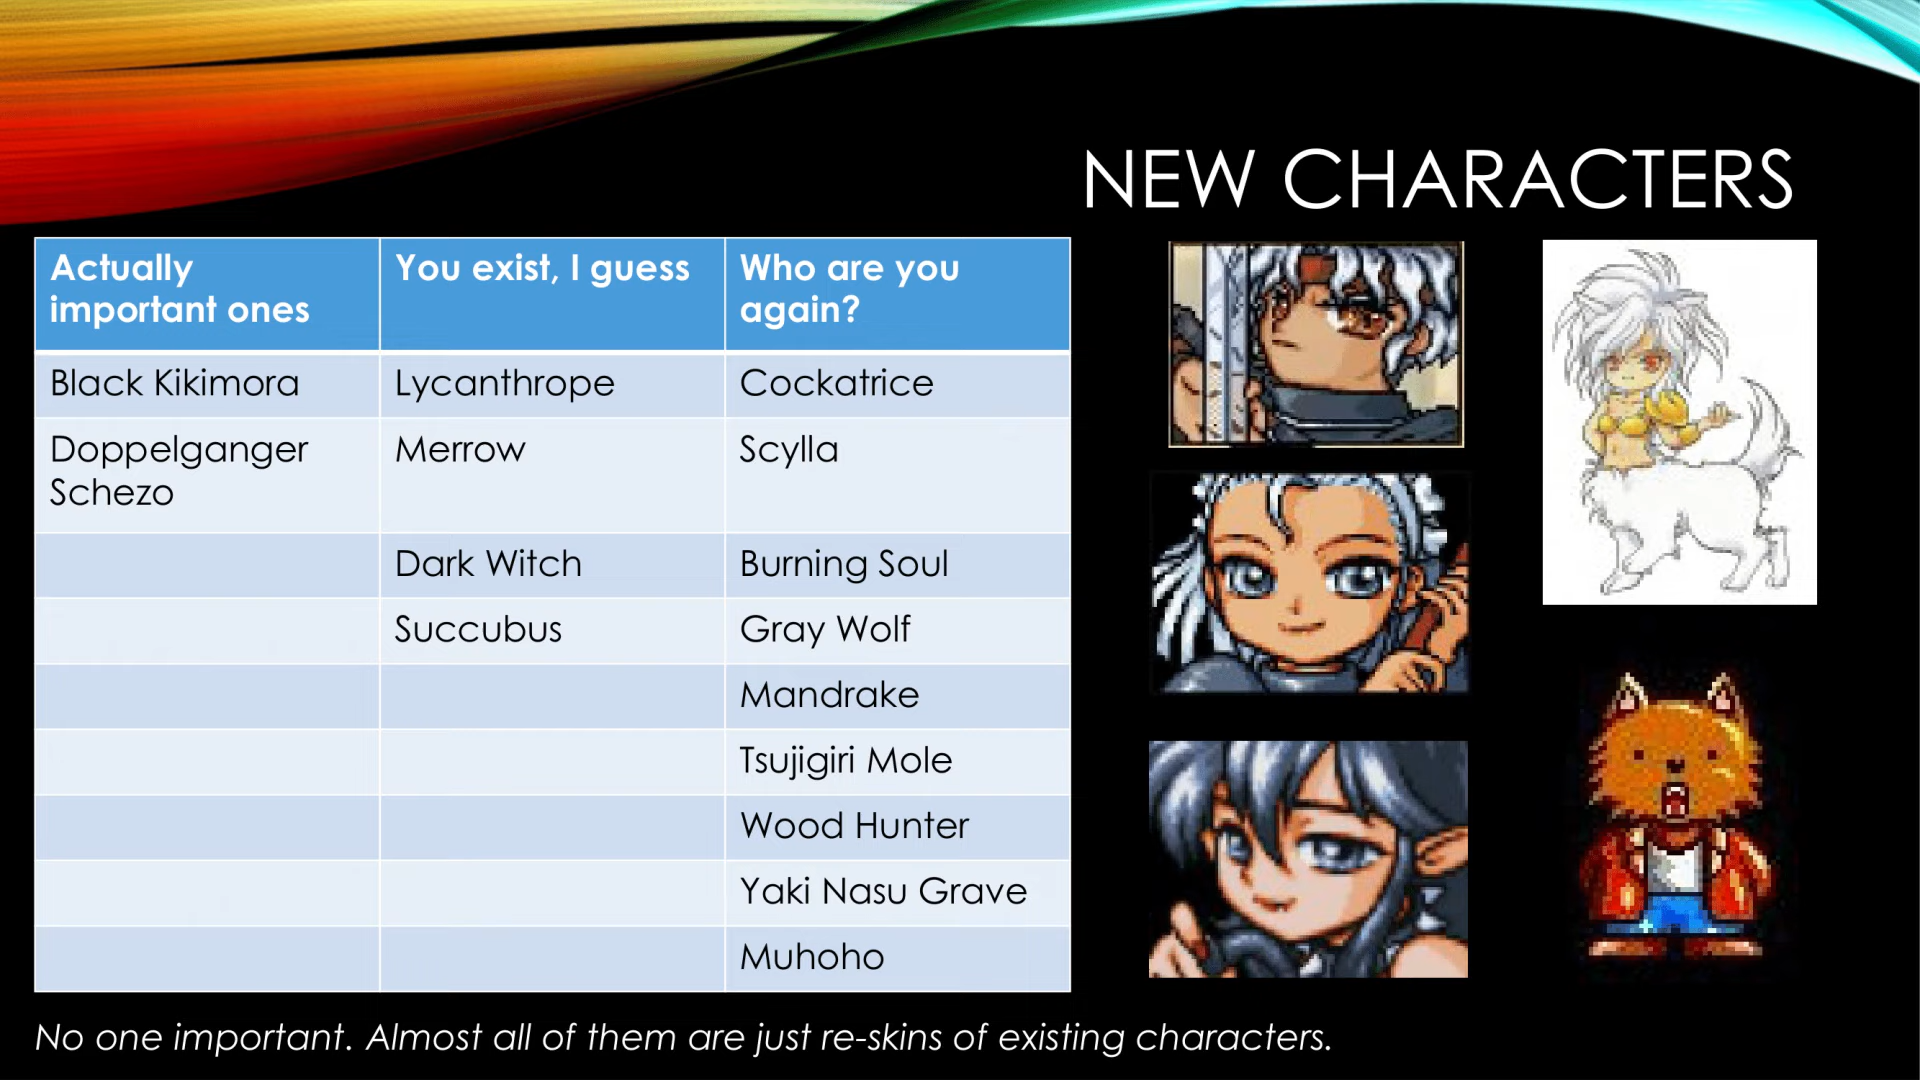 NEW CHARACTERS
Actually important ones
You exist, I guess
Who are you again?
Black Kikimora
Lycanthrope
Cockatrice
Doppelganger Schezo
Merrow
Scylla
Dark Witch
Burning Soul
Succubus
Gray Wolf
Mandrake
Tsujigiri Mole
Wood Hunter
Yaki Nasu Grave
Muhoho
No one important. Almost all of them are just re-skins of existing characters.